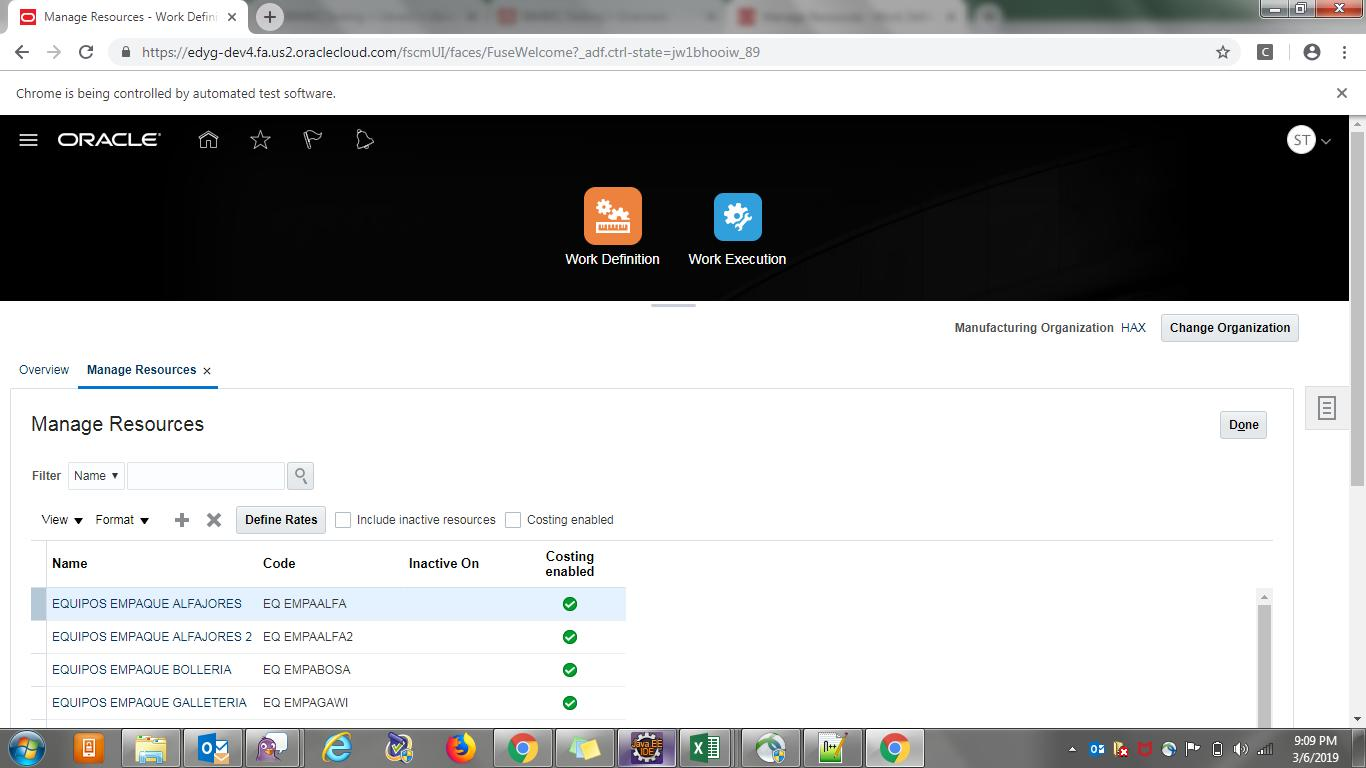 Manage Resources - Work Defini
https://edyg-dev4.fa.us2.oraclecloud.com/fscmUI/faces/FuseWelcome?_adf.ctrl-state=jw1bhooiw_89
C
Chrome is being controlled by automated test software.
ORACLE
ST
Work Definition
Work Execution
Manufacturing Organization HAX
Change Organization
Overview
Manage Resources
Manage Resources
Done
Filter Name
View Format
Define Rates
Include inactive resources
Costing enabled
Name Code Inactive On Costing enabled
EQUIPOS EMPAQUE ALFAJORES EQ EMPAALFA
EQUIPOS EMPAQUE ALFAJORES 2 EQ EMPAALFA2
EQUIPOS EMPAQUE BOLLERIA EQ EMPABOSA
EQUIPOS EMPAQUE GALLETERIA EQ EMPAGAWI
Java EE
IDE
9:09 PM
3/6/2019